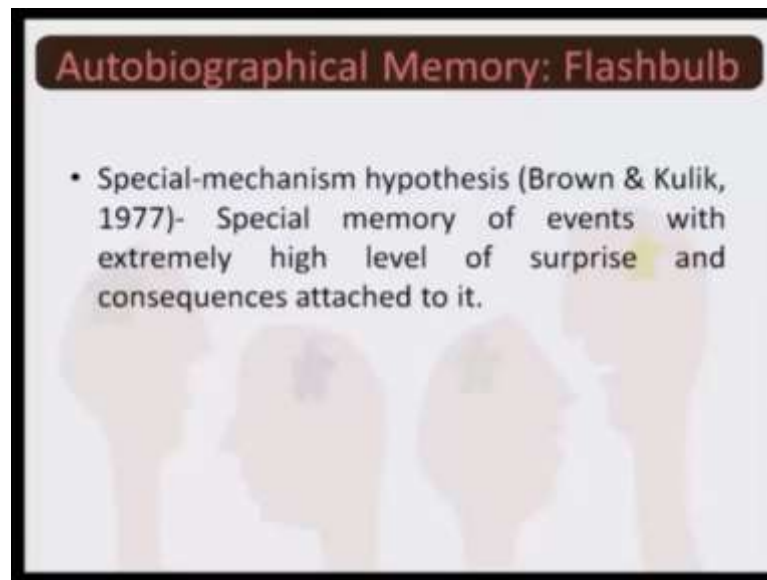 Autobiographical Memory: Flashbulb
• Special-mechanism hypothesis (Brown & Kulik,
1977)- Special memory of events with
extremely high level of surprise and
consequences attached to it.